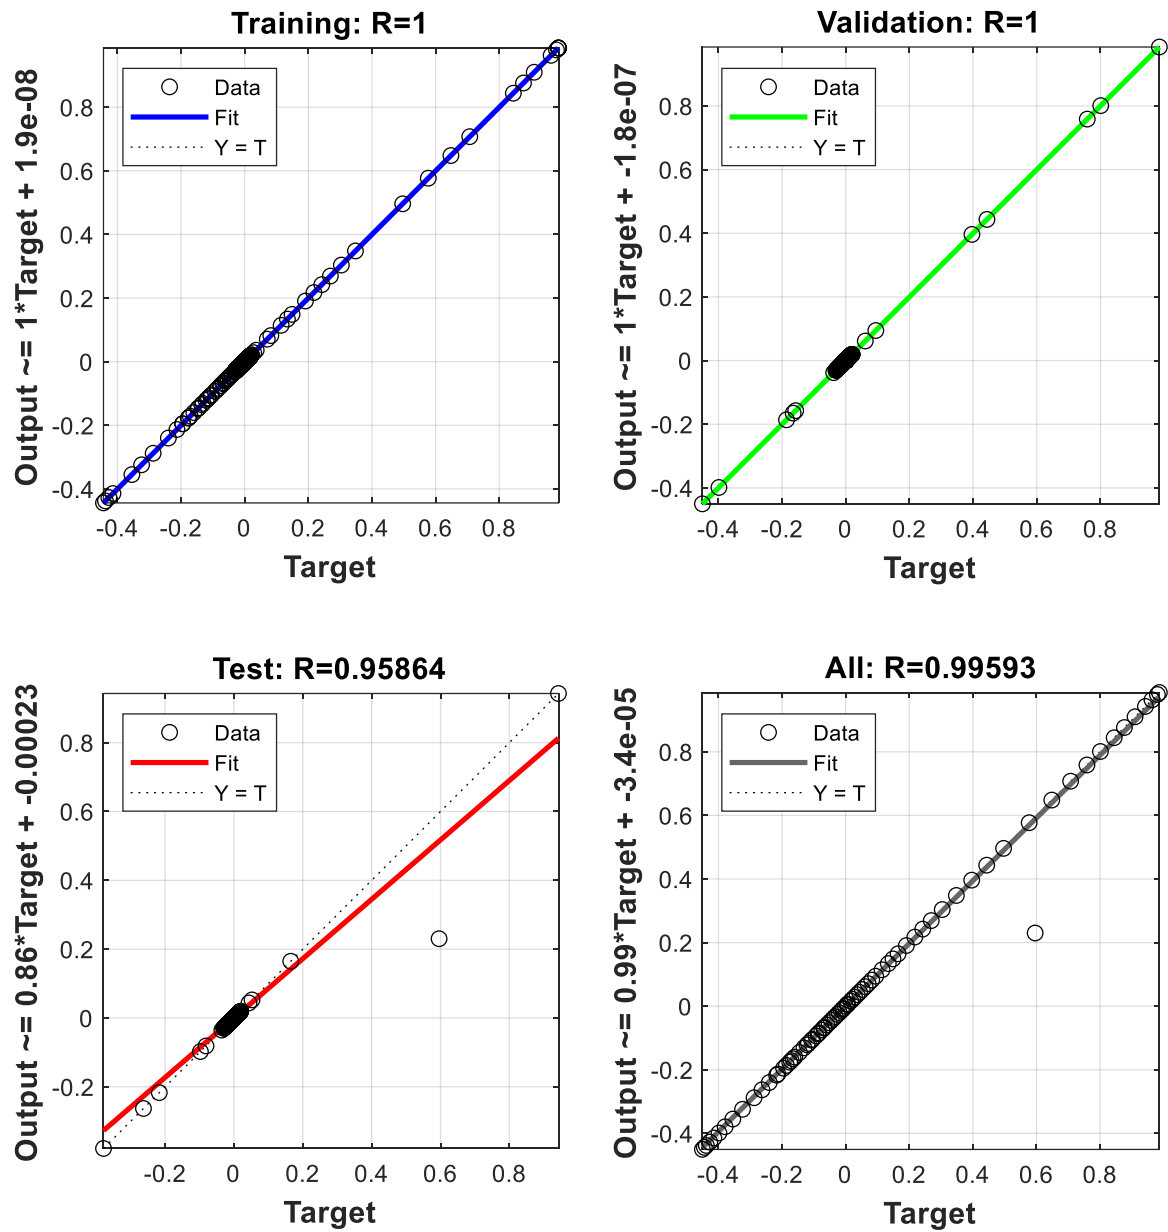 Training: R=1
Output ~= 1*Target + 1.9e-08
Data
Fit
Y = T
0.8
0.6
0.4
0.2
0
-0.2
-0.4
-0.4 -0.2 0 0.2 0.4 0.6 0.8
Target
Validation: R=1
Output ~= 1*Target + -1.8e-07
Data
Fit
Y = T
0.8
0.6
0.4
0.2
0
-0.2
-0.4
-0.4 -0.2 0 0.2 0.4 0.6 0.8
Target
Test: R=0.95864
Output ~= 0.86*Target + -0.00023
Data
Fit
Y = T
0.8
0.6
0.4
0.2
0
-0.2
-0.2 0 0.2 0.4 0.6 0.8
Target
All: R=0.99593
Output ~= 0.99*Target + -3.4e-05
Data
Fit
Y = T
0.8
0.6
0.4
0.2
0
-0.2
-0.4
-0.4 -0.2 0 0.2 0.4 0.6 0.8
Target